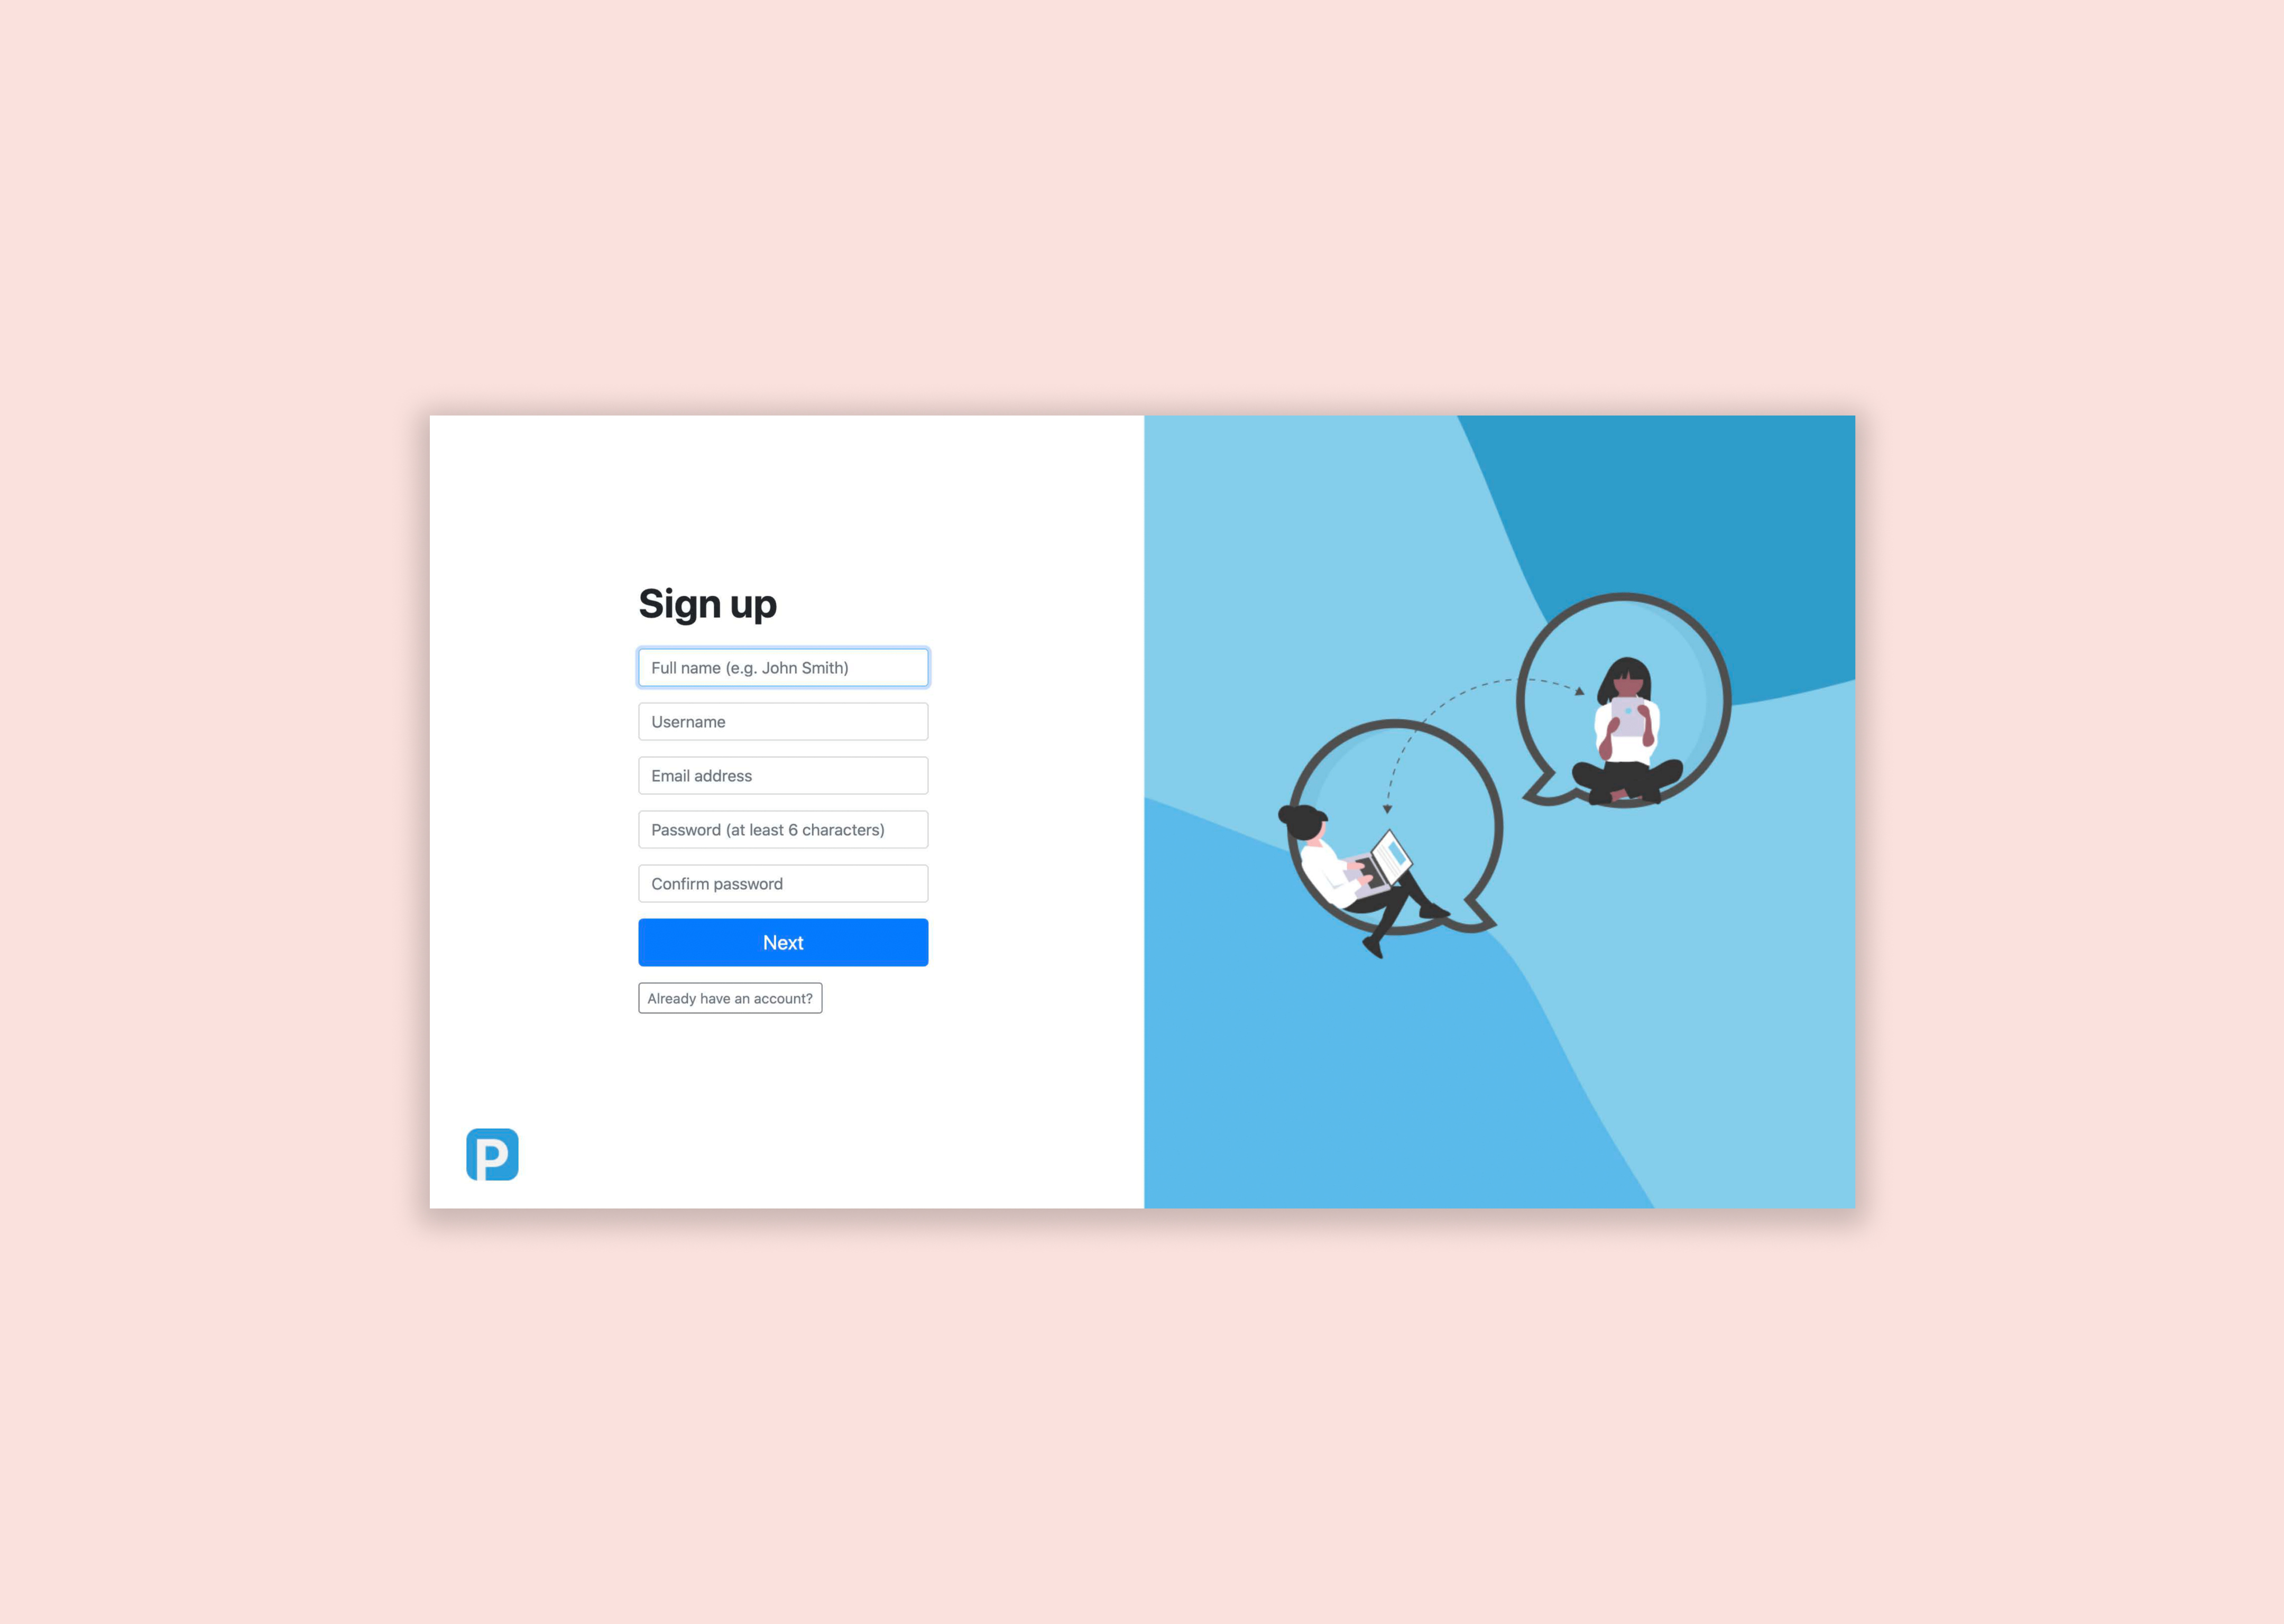 Sign up
Full name (e.g. John Smith)
Username
Email address
Password (at least 6 characters)
Confirm password
Next
Already have an account?
P